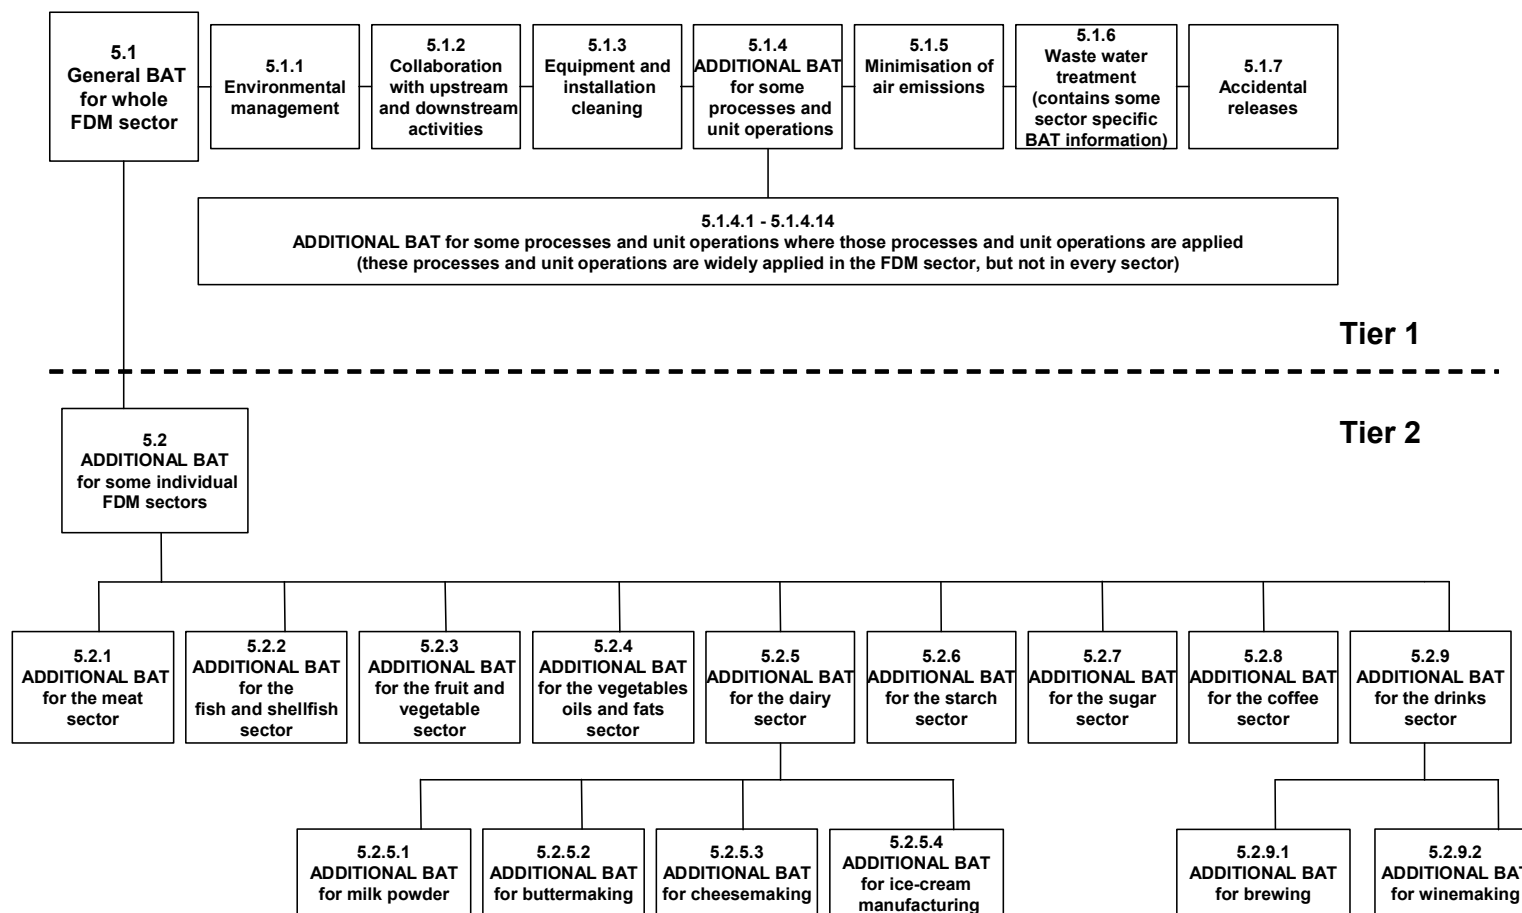 5.1
General BAT
for whole
FDM sector
5.1.1
Environmental
management
5.1.2
Collaboration
with upstream
and downstream
activities
5.1.3
Equipment and
installation
cleaning
5.1.4
ADDITIONAL BAT
for some
processes and
unit operations
5.1.5
Minimisation of
air emissions
5.1.6
Waste water
treatment
(contains some
sector specific
BAT information)
5.1.7
Accidental
releases
5.1.4.1 - 5.1.4.14
ADDITIONAL BAT for some processes and unit operations where those processes and unit operations are applied
(these processes and unit operations are widely applied in the FDM sector, but not in every sector)
Tier 1
Tier 2
5.2
ADDITIONAL BAT
for some individual
FDM sectors
5.2.1
ADDITIONAL BAT
for the meat
sector
5.2.2
ADDITIONAL BAT
for the
fish and shellfish
sector
5.2.3
ADDITIONAL BAT
for the fruit and
vegetable
sector
5.2.4
ADDITIONAL BAT
for the vegetables
oils and fats
sector
5.2.5
ADDITIONAL BAT
for the dairy
sector
5.2.6
ADDITIONAL BAT
for the starch
sector
5.2.7
ADDITIONAL BAT
for the sugar
sector
5.2.8
ADDITIONAL BAT
for the coffee
sector
5.2.9
ADDITIONAL BAT
for the drinks
sector
5.2.5.1
ADDITIONAL BAT
for milk powder
5.2.5.2
ADDITIONAL BAT
for buttermaking
5.2.5.3
ADDITIONAL BAT
for cheesemaking
5.2.5.4
ADDITIONAL BAT
for ice-cream
manufacturing
5.2.9.1
ADDITIONAL BAT
for brewing
5.2.9.2
ADDITIONAL BAT
for winemaking